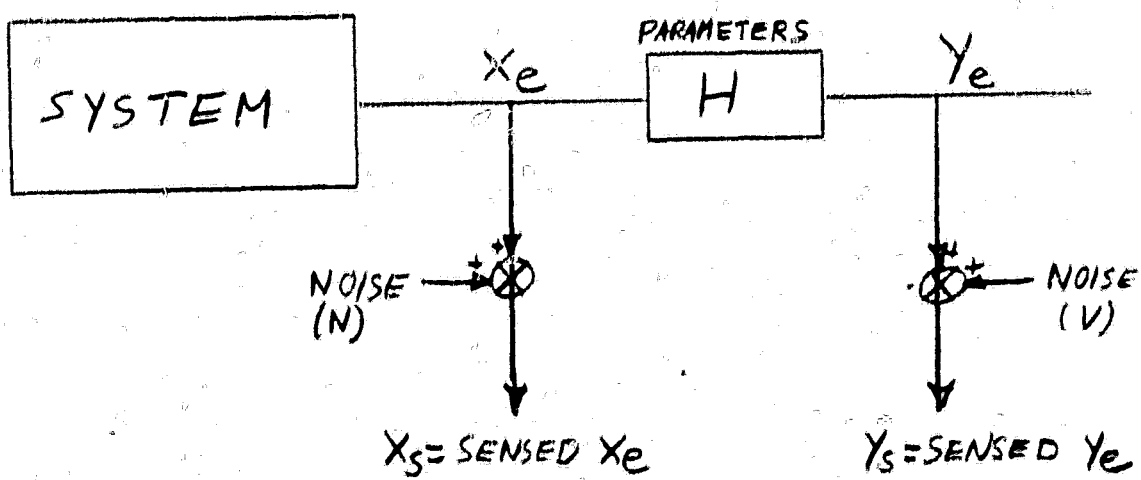 PARAMETERS
SYSTEM
Xe
H
Ye
+
+
+
NOISE
(N)
NOISE
(V)
Xs = SENSED Xe
Ys = SENSED Ye